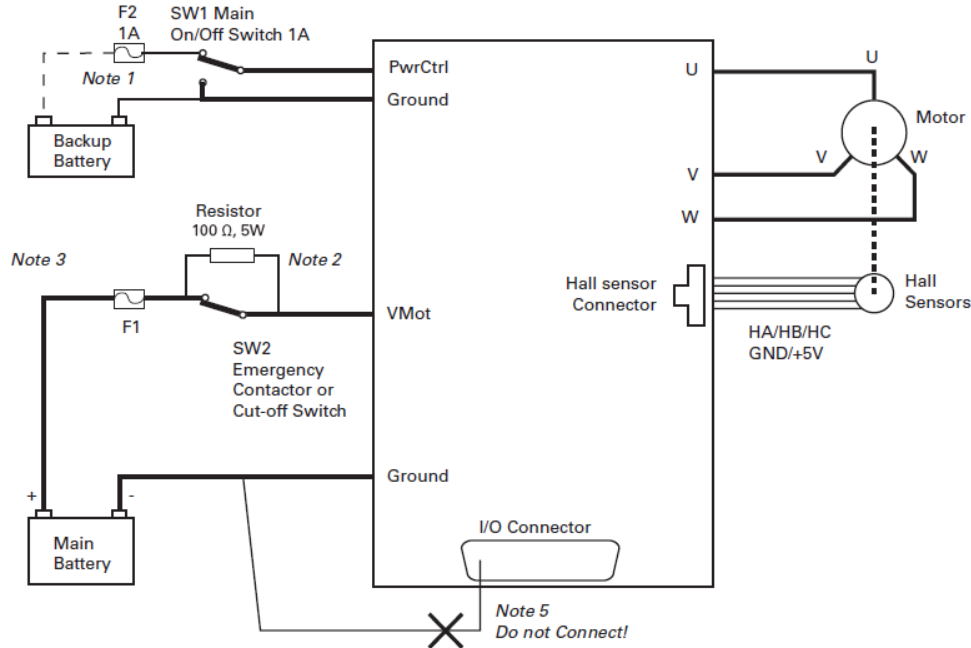 F2
1A
SW1 Main
On/Off Switch 1A
Note 1
Backup
Battery
PwrCtrl
Ground
U
U
Motor
V
W
V
W
Resistor
100 Ω, 5W
Note 3
Note 2
F1
VMot
SW2
Emergency
Contactor or
Cut-off Switch
Hall sensor
Connector
Hall
Sensors
HA/HB/HC
GND/+5V
Ground
+
-
Main
Battery
I/O Connector
Note 5
Do not Connect!